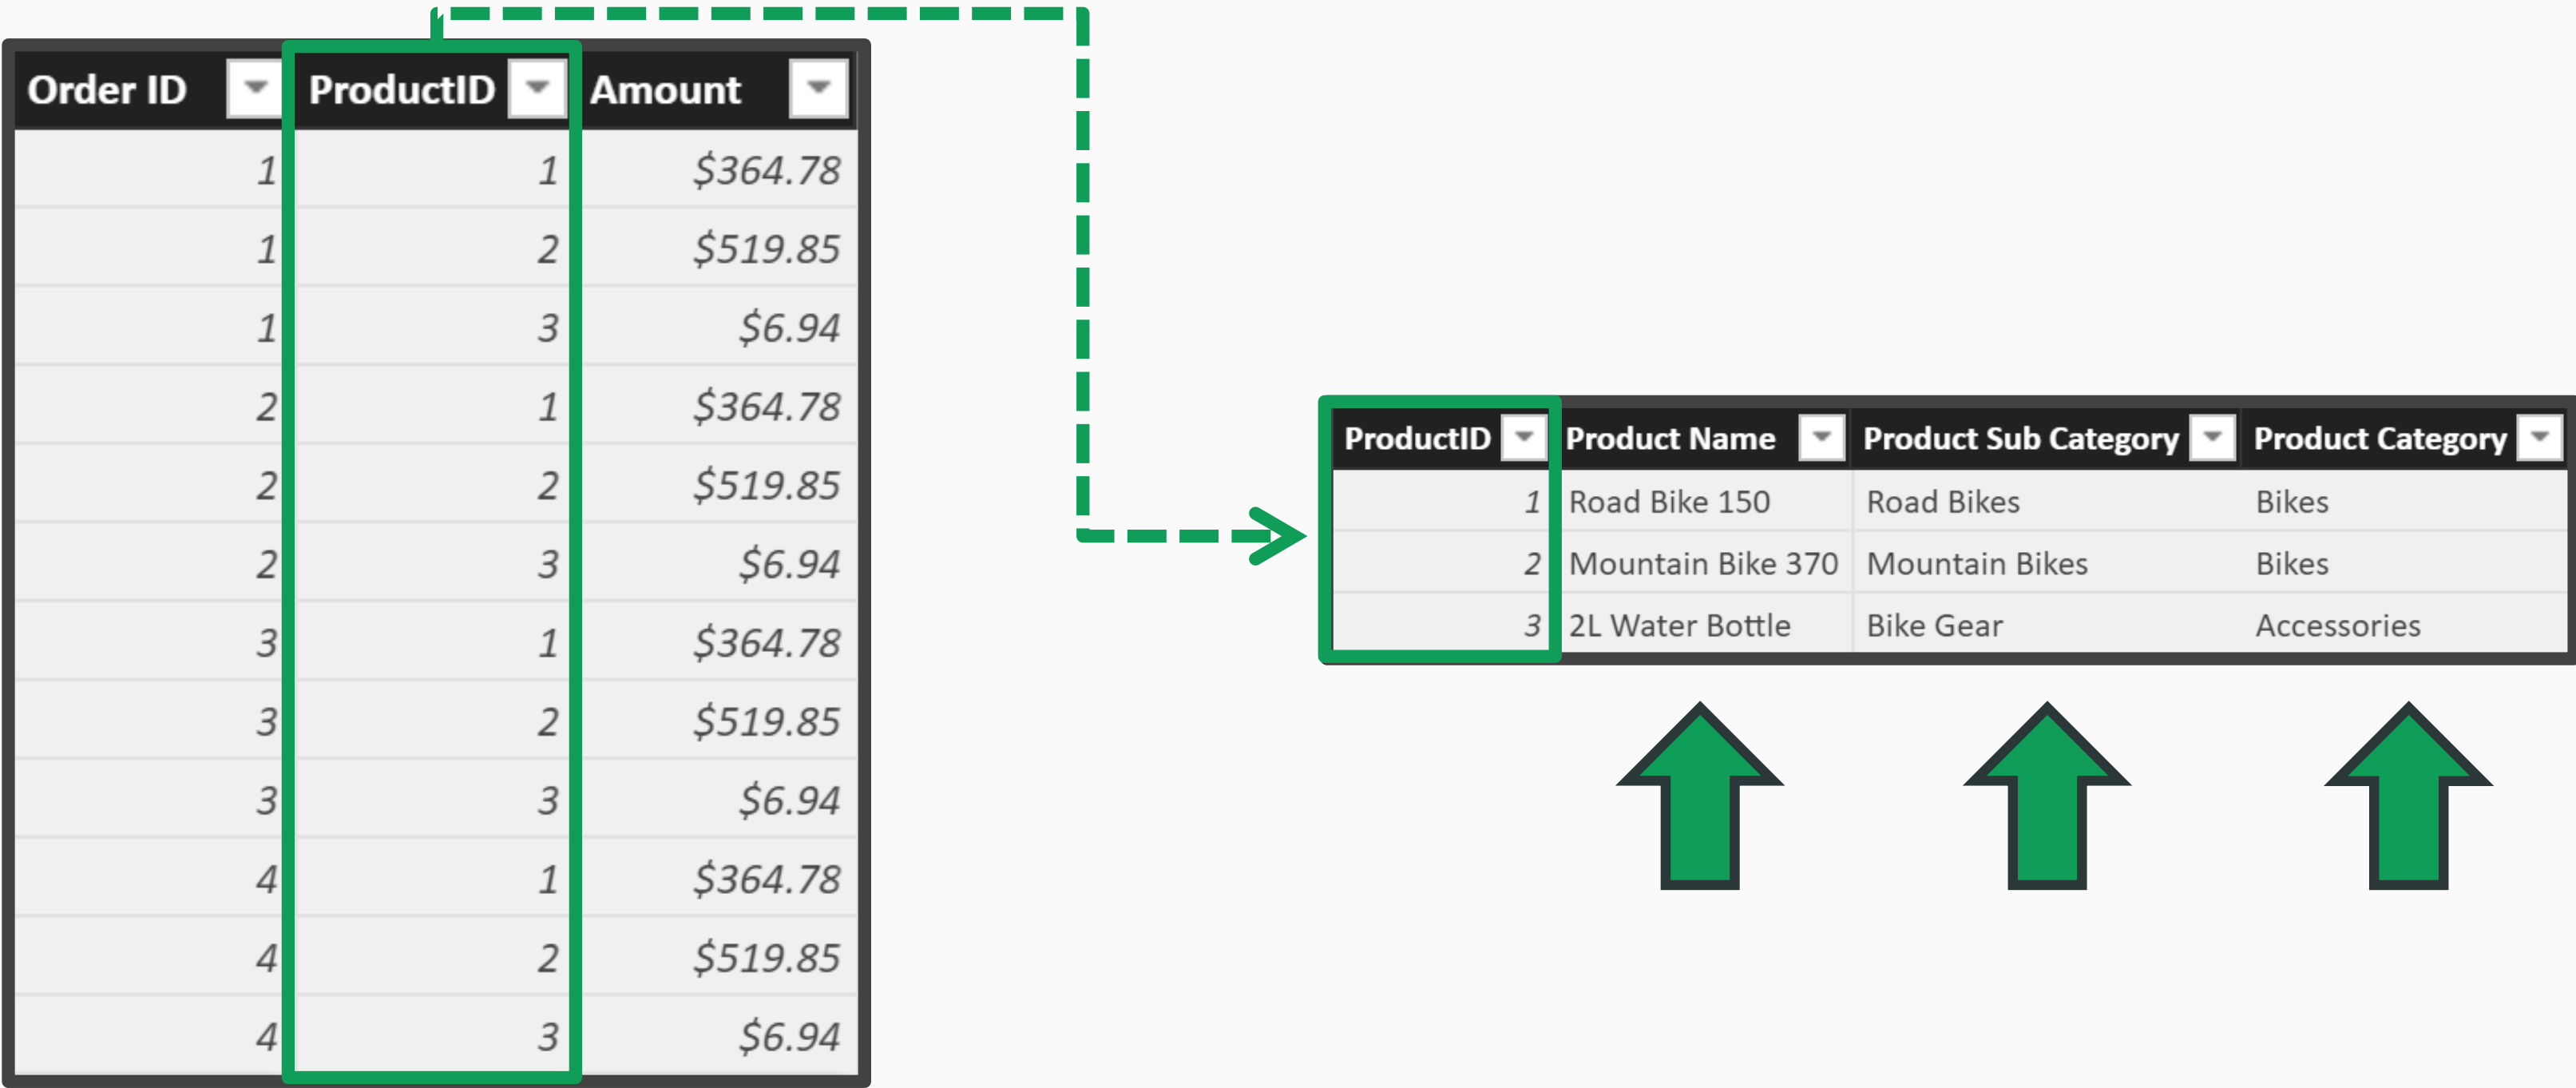 Order ID ProductID Amount
1 1 $364.78
1 2 $519.85
1 3 $6.94
2 1 $364.78
2 2 $519.85
2 3 $6.94
3 1 $364.78
3 2 $519.85
3 3 $6.94
4 1 $364.78
4 2 $519.85
4 3 $6.94
ProductID Product Name Product Sub Category Product Category
1 Road Bike 150 Road Bikes Bikes
2 Mountain Bike 370 Mountain Bikes Bikes
3 2L Water Bottle Bike Gear Accessories